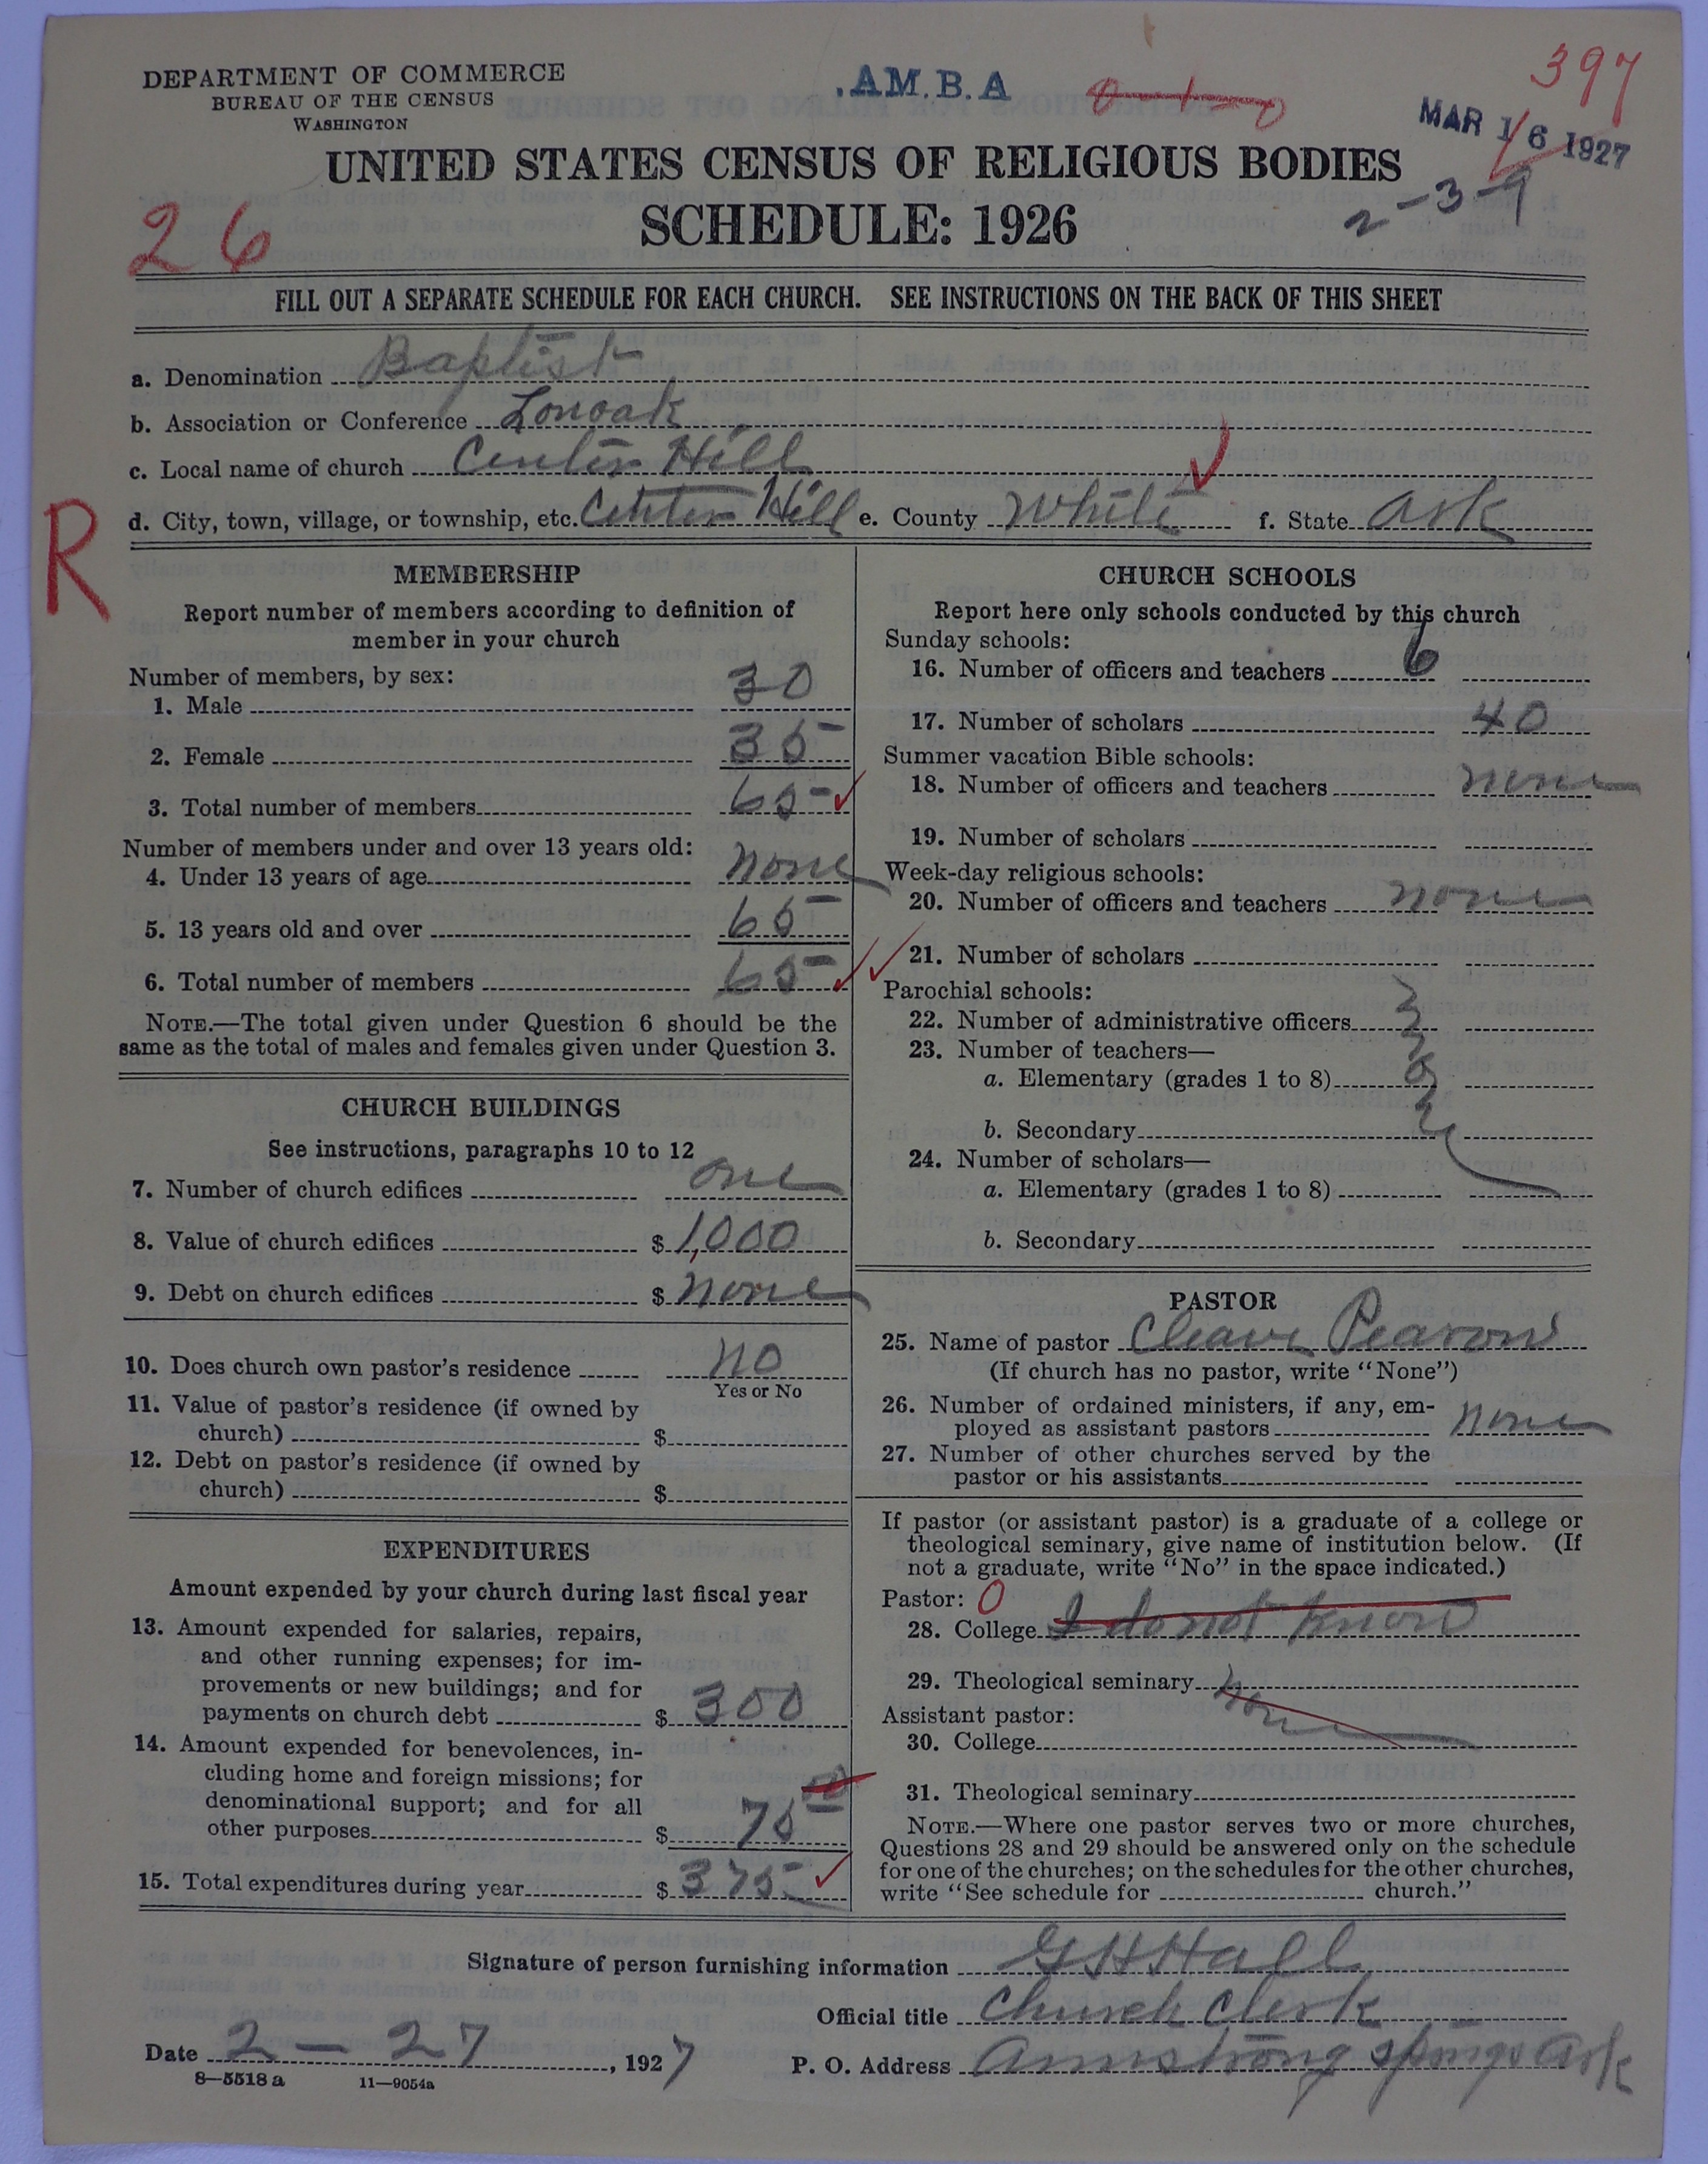 DEPARTMENT OF COMMERCE
BUREAU OF THE CENSUS
WASHINGTON
.AM.B.A
0-1-0
397
MAR 16 1927
2-3-9
UNITED STATES CENSUS OF RELIGIOUS BODIES
SCHEDULE: 1926
26
FILL OUT A SEPARATE SCHEDULE FOR EACH CHURCH. SEE INSTRUCTIONS ON THE BACK OF THIS SHEET
a. Denomination Baptist
b. Association or Conference Lonoak
c. Local name of church Center Hill
d. City, town, village, or township, etc. Center Hill e. County White f. State Ark
R
MEMBERSHIP
Report number of members according to definition of
member in your church
Number of members, by sex:
1. Male 30
2. Female 35
3. Total number of members 65
Number of members under and over 13 years old:
4. Under 13 years of age none
5. 13 years old and over 65
6. Total number of members 65
NOTE.—The total given under Question 6 should be the
same as the total of males and females given under Question 3.
CHURCH BUILDINGS
See instructions, paragraphs 10 to 12
7. Number of church edifices one
8. Value of church edifices $ 1,000
9. Debt on church edifices $ none
10. Does church own pastor's residence no
Yes or No
11. Value of pastor's residence (if owned by
church) $
12. Debt on pastor's residence (if owned by
church) $
EXPENDITURES
Amount expended by your church during last fiscal year
13. Amount expended for salaries, repairs,
and other running expenses; for im-
provements or new buildings; and for
payments on church debt $ 300
14. Amount expended for benevolences, in-
cluding home and foreign missions; for
denominational support; and for all
other purposes $ 75 00
15. Total expenditures during year $ 375
CHURCH SCHOOLS
Report here only schools conducted by this church
Sunday schools:
16. Number of officers and teachers 6
17. Number of scholars 40
Summer vacation Bible schools:
18. Number of officers and teachers none
19. Number of scholars
Week-day religious schools:
20. Number of officers and teachers none
21. Number of scholars
Parochial schools:
22. Number of administrative officers
23. Number of teachers—
a. Elementary (grades 1 to 8)
b. Secondary
24. Number of scholars—
a. Elementary (grades 1 to 8)
b. Secondary
PASTOR
25. Name of pastor Cleave Pearson
(If church has no pastor, write "None")
26. Number of ordained ministers, if any, em-
ployed as assistant pastors none
27. Number of other churches served by the
pastor or his assistants
If pastor (or assistant pastor) is a graduate of a college or
theological seminary, give name of institution below. (If
not a graduate, write "No" in the space indicated.)
Pastor: 0
28. College I do not know
29. Theological seminary none
Assistant pastor:
30. College
31. Theological seminary
NOTE.—Where one pastor serves two or more churches,
Questions 28 and 29 should be answered only on the schedule
for one of the churches; on the schedules for the other churches,
write "See schedule for church."
Signature of person furnishing information G H Hall
Official title Church Clerk
Date 2 - 27, 1927 P. O. Address Armstrong Springs Ark
8—5518 a 11—9054a